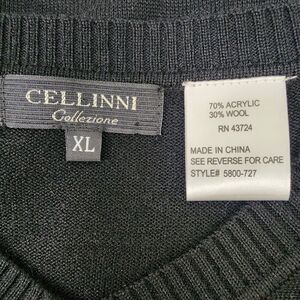 CELLINNI
Collezione
XL
70% ACRYLIC
30% WOOL
RN 43724
MADE IN CHINA
SEE REVERSE FOR CARE
STYLE# 5800-727